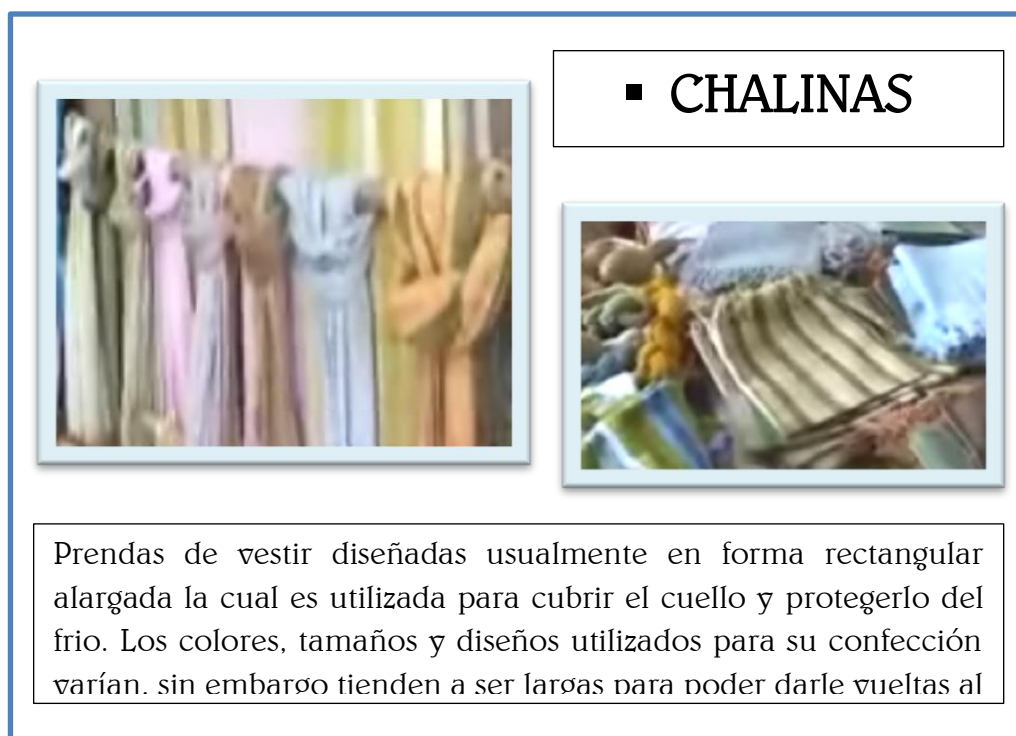 ▪ CHALINAS
Prendas de vestir diseñadas usualmente en forma rectangular
alargada la cual es utilizada para cubrir el cuello y protegerlo del
frio. Los colores, tamaños y diseños utilizados para su confección
varían, sin embargo tienden a ser largas para poder darle vueltas al